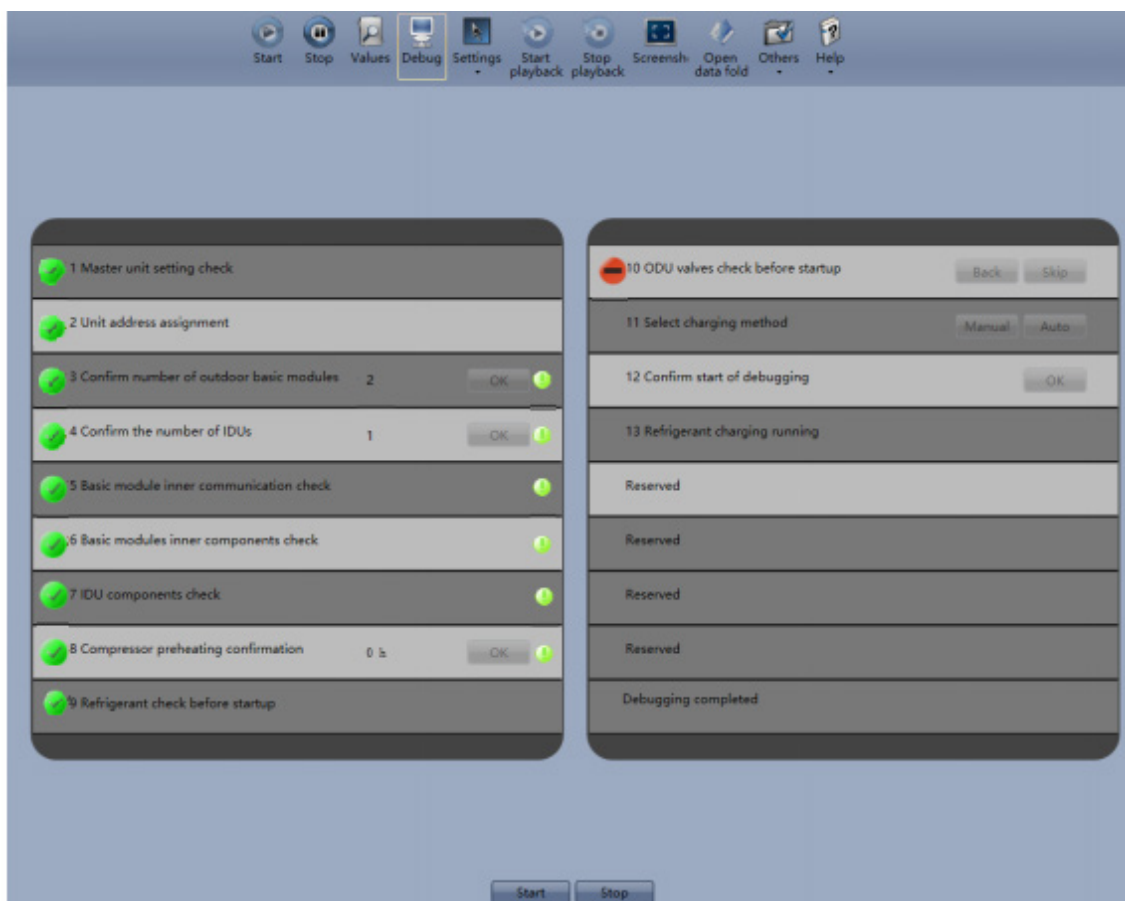 Start
Stop
Values
Debug
Settings
Start
playback
Stop
playback
Screensh
Open
data fold
Others
Help
1 Master unit setting check
2 Unit address assignment
3 Confirm number of outdoor basic modules 2 OK
4 Confirm the number of IDUs 1 OK
5 Basic module inner communication check
6 Basic modules inner components check
7 IDU components check
8 Compressor preheating confirmation 0 OK
9 Refrigerant check before startup
10 ODU valves check before startup Back Skip
11 Select charging method Manual Auto
12 Confirm start of debugging OK
13 Refrigerant charging running
Reserved
Reserved
Reserved
Reserved
Debugging completed
Start Stop